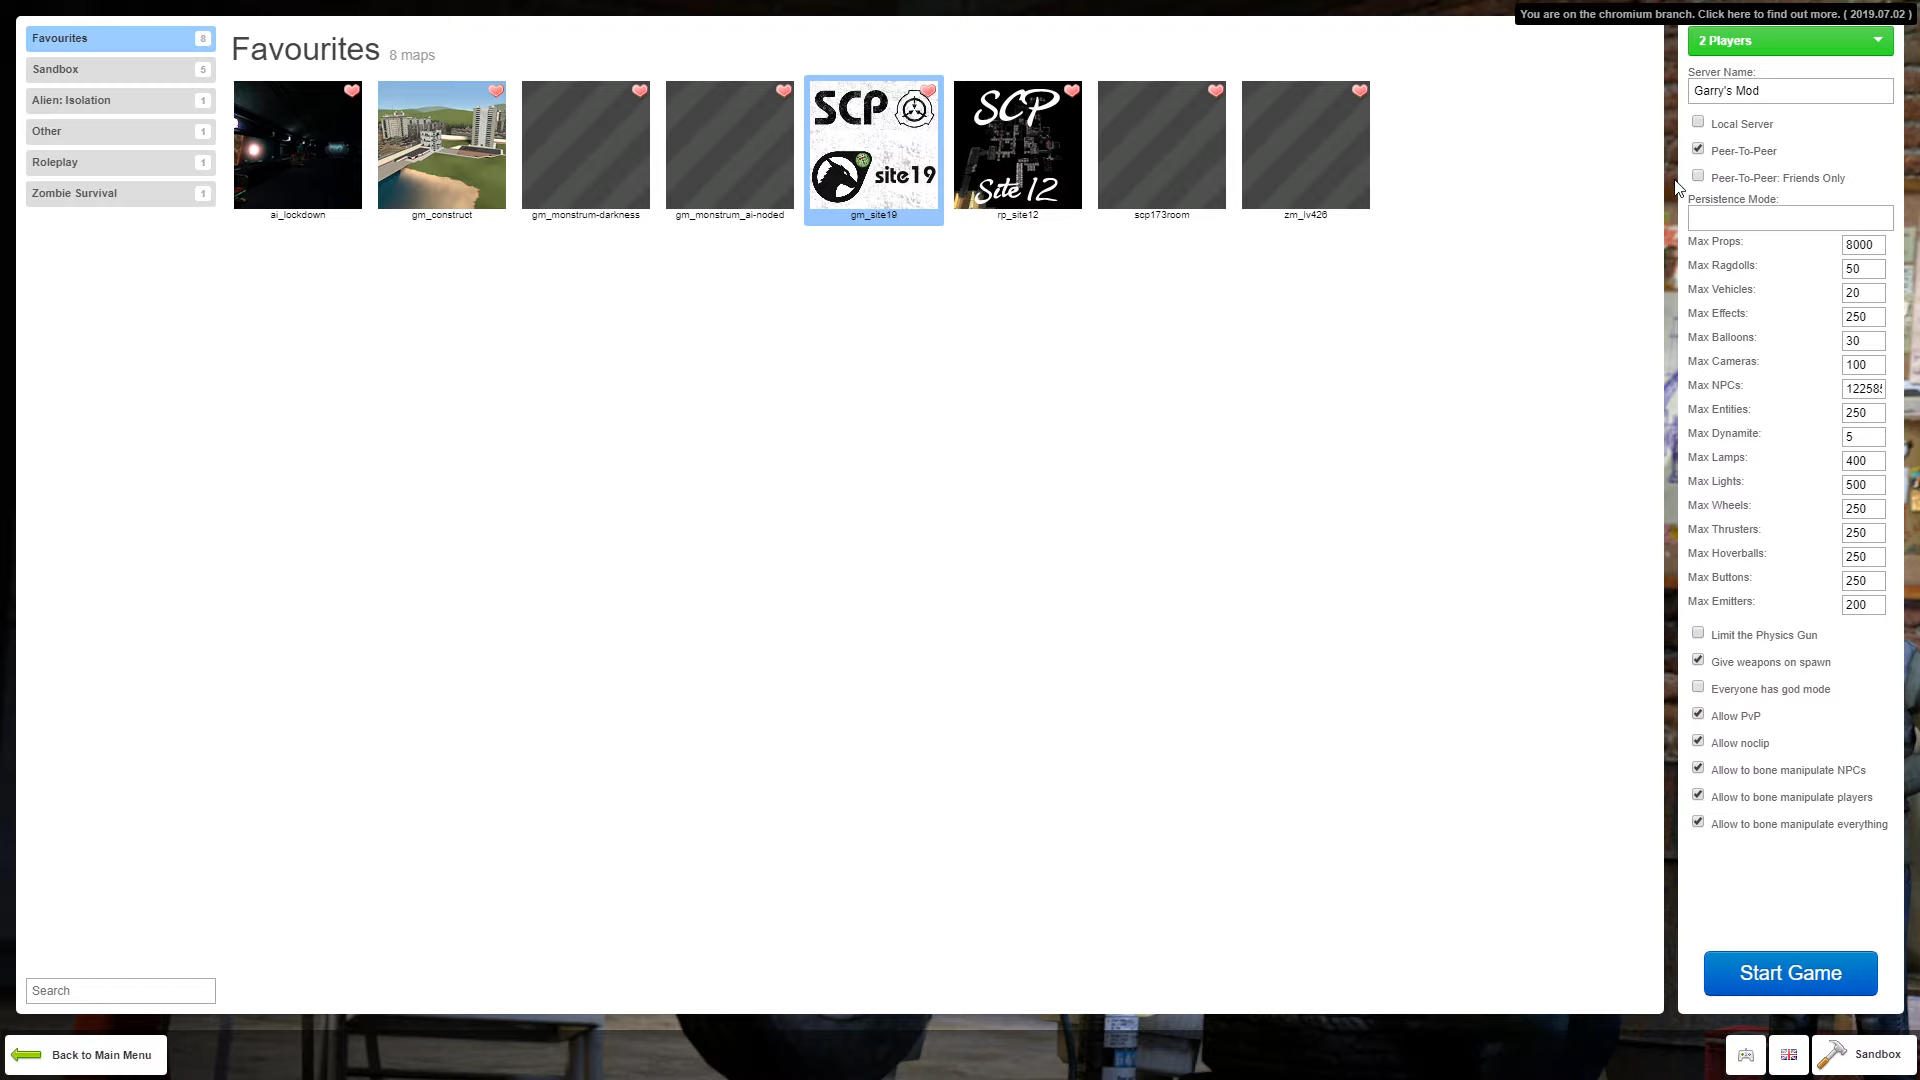 You are on the chromium branch. Click here to find out more. ( 2019.07.02 )
Favourites 8
Sandbox 5
Alien: Isolation 1
Other 1
Roleplay 1
Zombie Survival 1
Search
Favourites 8 maps
SCP
site19
SCP
Site 12
ai_lockdown
gm_construct
gm_monstrum-darkness
gm_monstrum_ai-noded
gm_site19
rp_site12
scp173room
zm_lv426
2 Players
Server Name:
Garry's Mod
Local Server
Peer-To-Peer
Peer-To-Peer: Friends Only
Persistence Mode:
Max Props: 8000
Max Ragdolls: 50
Max Vehicles: 20
Max Effects: 250
Max Balloons: 30
Max Cameras: 100
Max NPCs: 12258
Max Entities: 250
Max Dynamite: 5
Max Lamps: 400
Max Lights: 500
Max Wheels: 250
Max Thrusters: 250
Max Hoverballs: 250
Max Buttons: 250
Max Emitters: 200
Limit the Physics Gun
Give weapons on spawn
Everyone has god mode
Allow PvP
Allow noclip
Allow to bone manipulate NPCs
Allow to bone manipulate players
Allow to bone manipulate everything
Start Game
Back to Main Menu
Sandbox